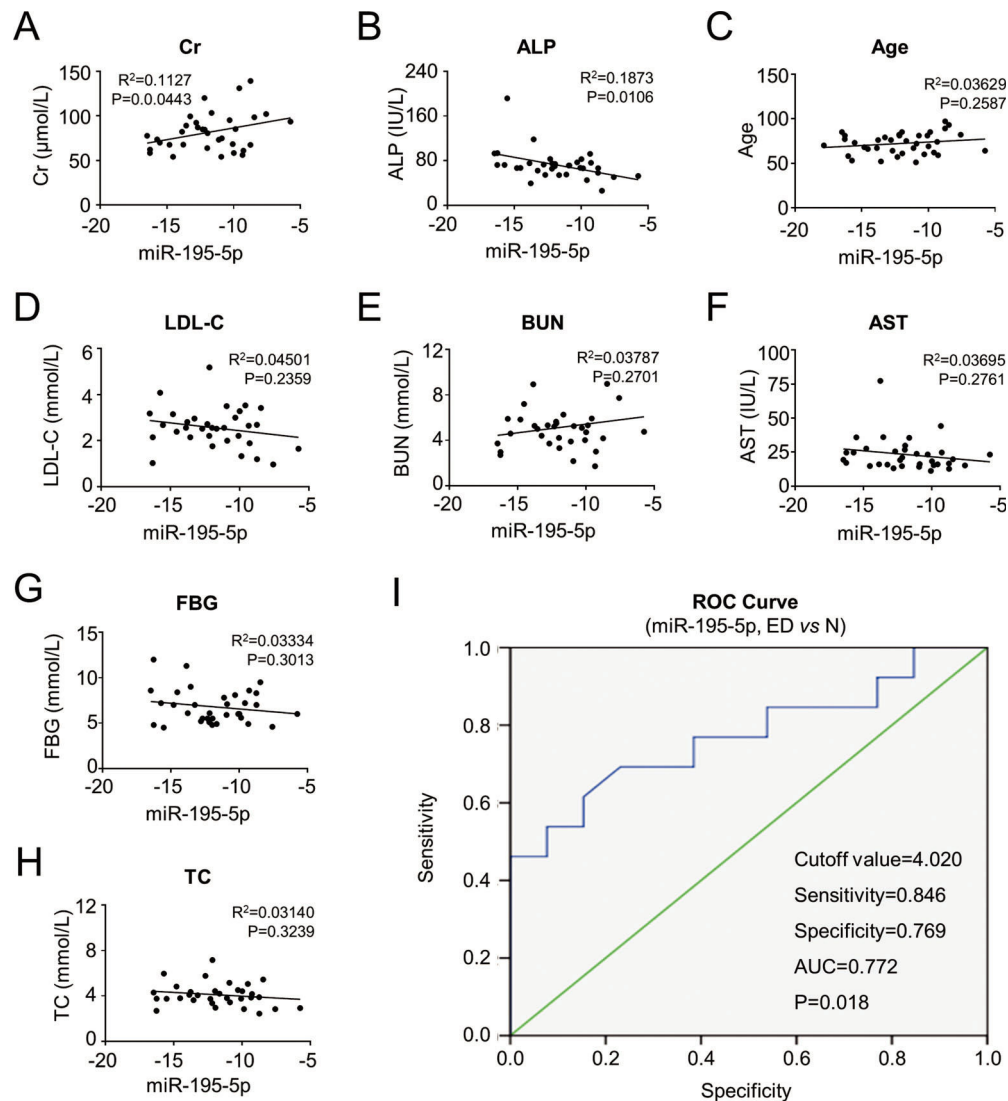 A
Cr
R²=0.1127
P=0.0.0443
150
100
50
0
Cr (μmol/L)
-20
-15
-10
-5
miR-195-5p
B
ALP
R²=0.1873
P=0.0106
240
160
80
0
ALP (IU/L)
-20
-15
-10
-5
miR-195-5p
C
Age
R²=0.03629
P=0.2587
150
100
50
0
Age
-20
-15
-10
-5
miR-195-5p
D
LDL-C
R²=0.04501
P=0.2359
6
4
2
0
LDL-C (mmol/L)
-20
-15
-10
-5
miR-195-5p
E
BUN
R²=0.03787
P=0.2701
12
8
4
0
BUN (mmol/L)
-20
-15
-10
-5
miR-195-5p
F
AST
R²=0.03695
P=0.2761
100
75
50
25
0
AST (IU/L)
-20
-15
-10
-5
miR-195-5p
G
FBG
R²=0.03334
P=0.3013
15
10
5
0
FBG (mmol/L)
-20
-15
-10
-5
miR-195-5p
H
TC
R²=0.03140
P=0.3239
12
8
4
0
TC (mmol/L)
-20
-15
-10
-5
miR-195-5p
I
ROC Curve
(miR-195-5p, ED vs N)
1.0
0.8
0.6
0.4
0.2
0.0
Sensitivity
Cutoff value=4.020
Sensitivity=0.846
Specificity=0.769
AUC=0.772
P=0.018
0.0
0.2
0.4
0.6
0.8
1.0
Specificity